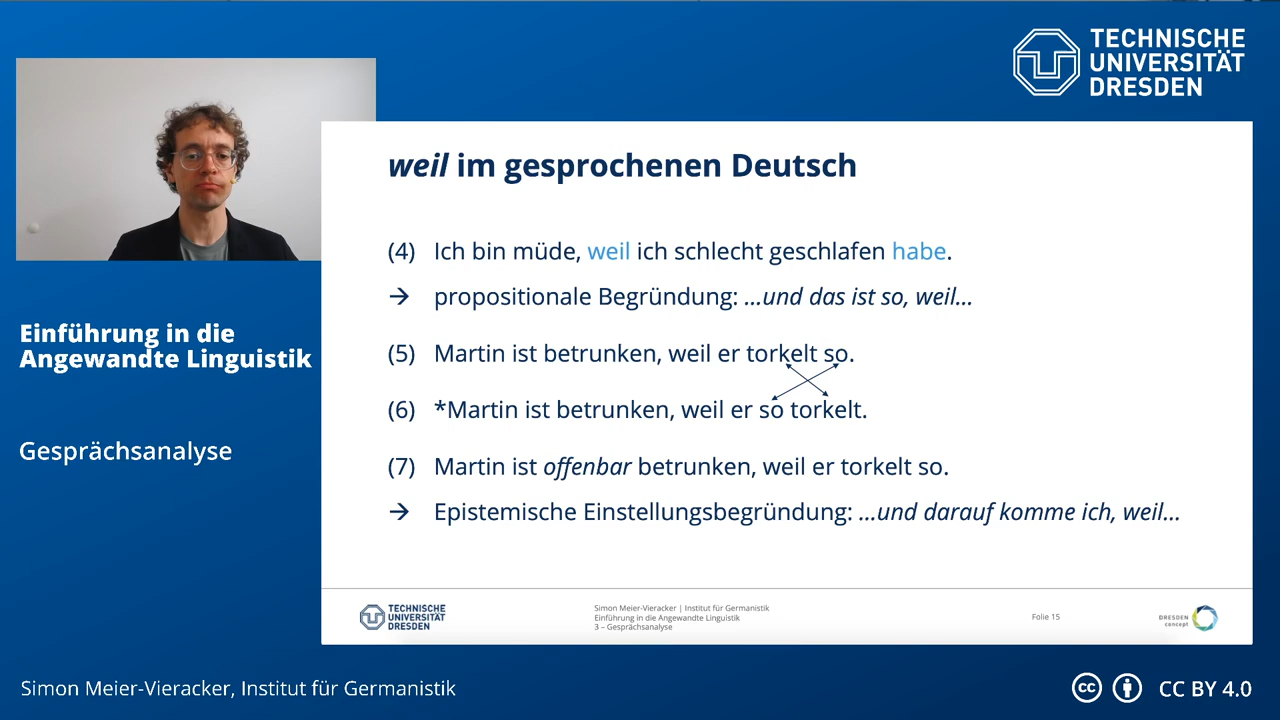 TECHNISCHE
UNIVERSITÄT
DRESDEN
weil im gesprochenen Deutsch
(4) Ich bin müde, weil ich schlecht geschlafen habe.
→ propositionale Begründung: ...und das ist so, weil...
(5) Martin ist betrunken, weil er torkelt so.
(6) *Martin ist betrunken, weil er so torkelt.
(7) Martin ist offenbar betrunken, weil er torkelt so.
→ Epistemische Einstellungsbegründung: ...und darauf komme ich, weil...
Einführung in die
Angewandte Linguistik
Gesprächsanalyse
TECHNISCHE
UNIVERSITÄT
DRESDEN
Simon Meier-Vieracker | Institut für Germanistik
Einführung in die Angewandte Linguistik
3 – Gesprächsanalyse
Folie 15
DRESDEN
concept
Simon Meier-Vieracker, Institut für Germanistik
cc CC BY 4.0